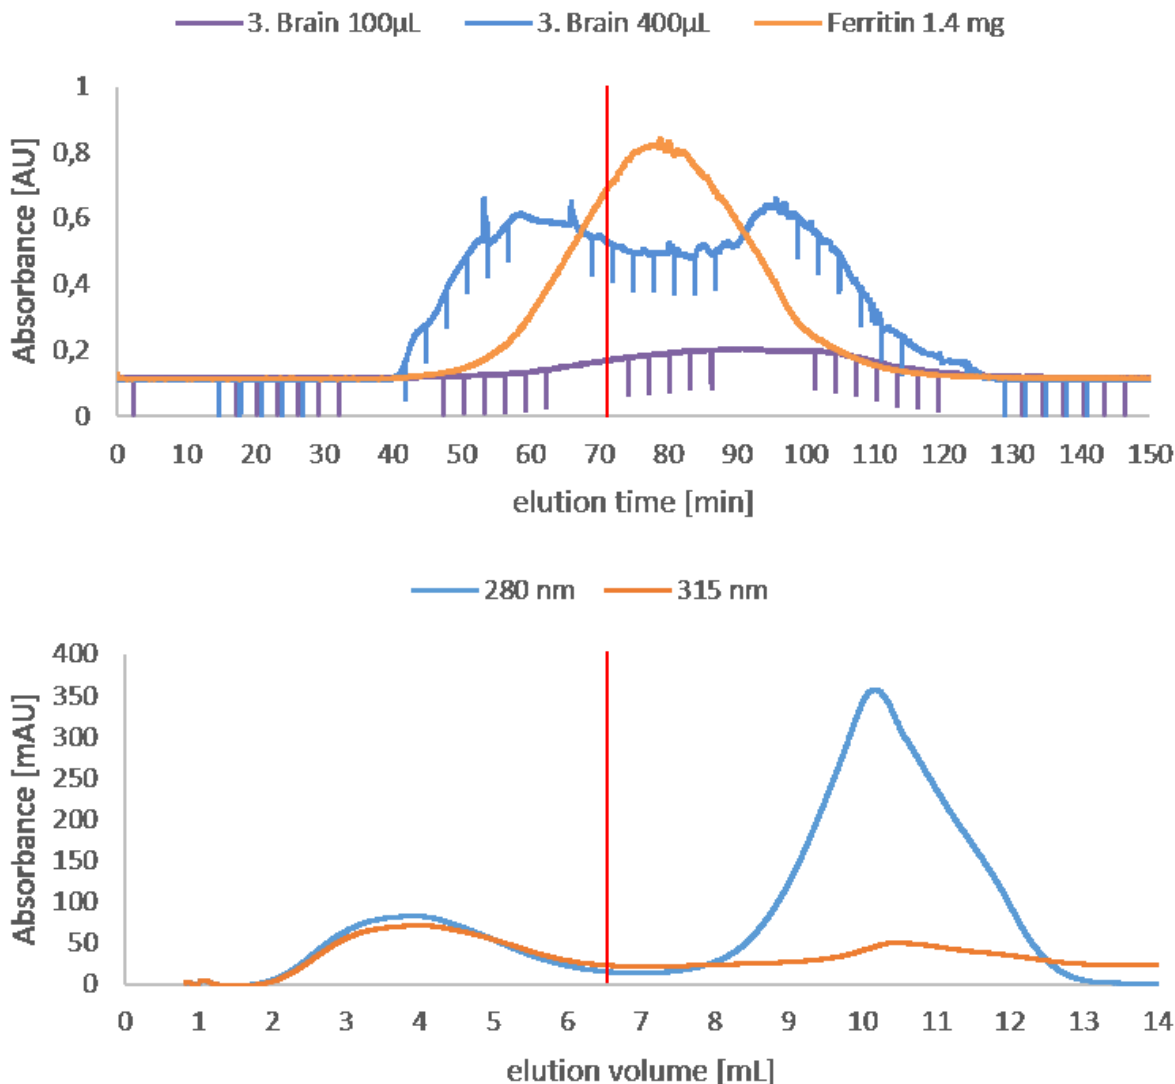 3. Brain 100µL 3. Brain 400µL Ferritin 1.4 mg
Absorbance [AU]
1
0,8
0,6
0,4
0,2
0
0 10 20 30 40 50 60 70 80 90 100 110 120 130 140 150
elution time [min]
280 nm 315 nm
Absorbance [mAU]
400
350
300
250
200
150
100
50
0
0 1 2 3 4 5 6 7 8 9 10 11 12 13 14
elution volume [mL]